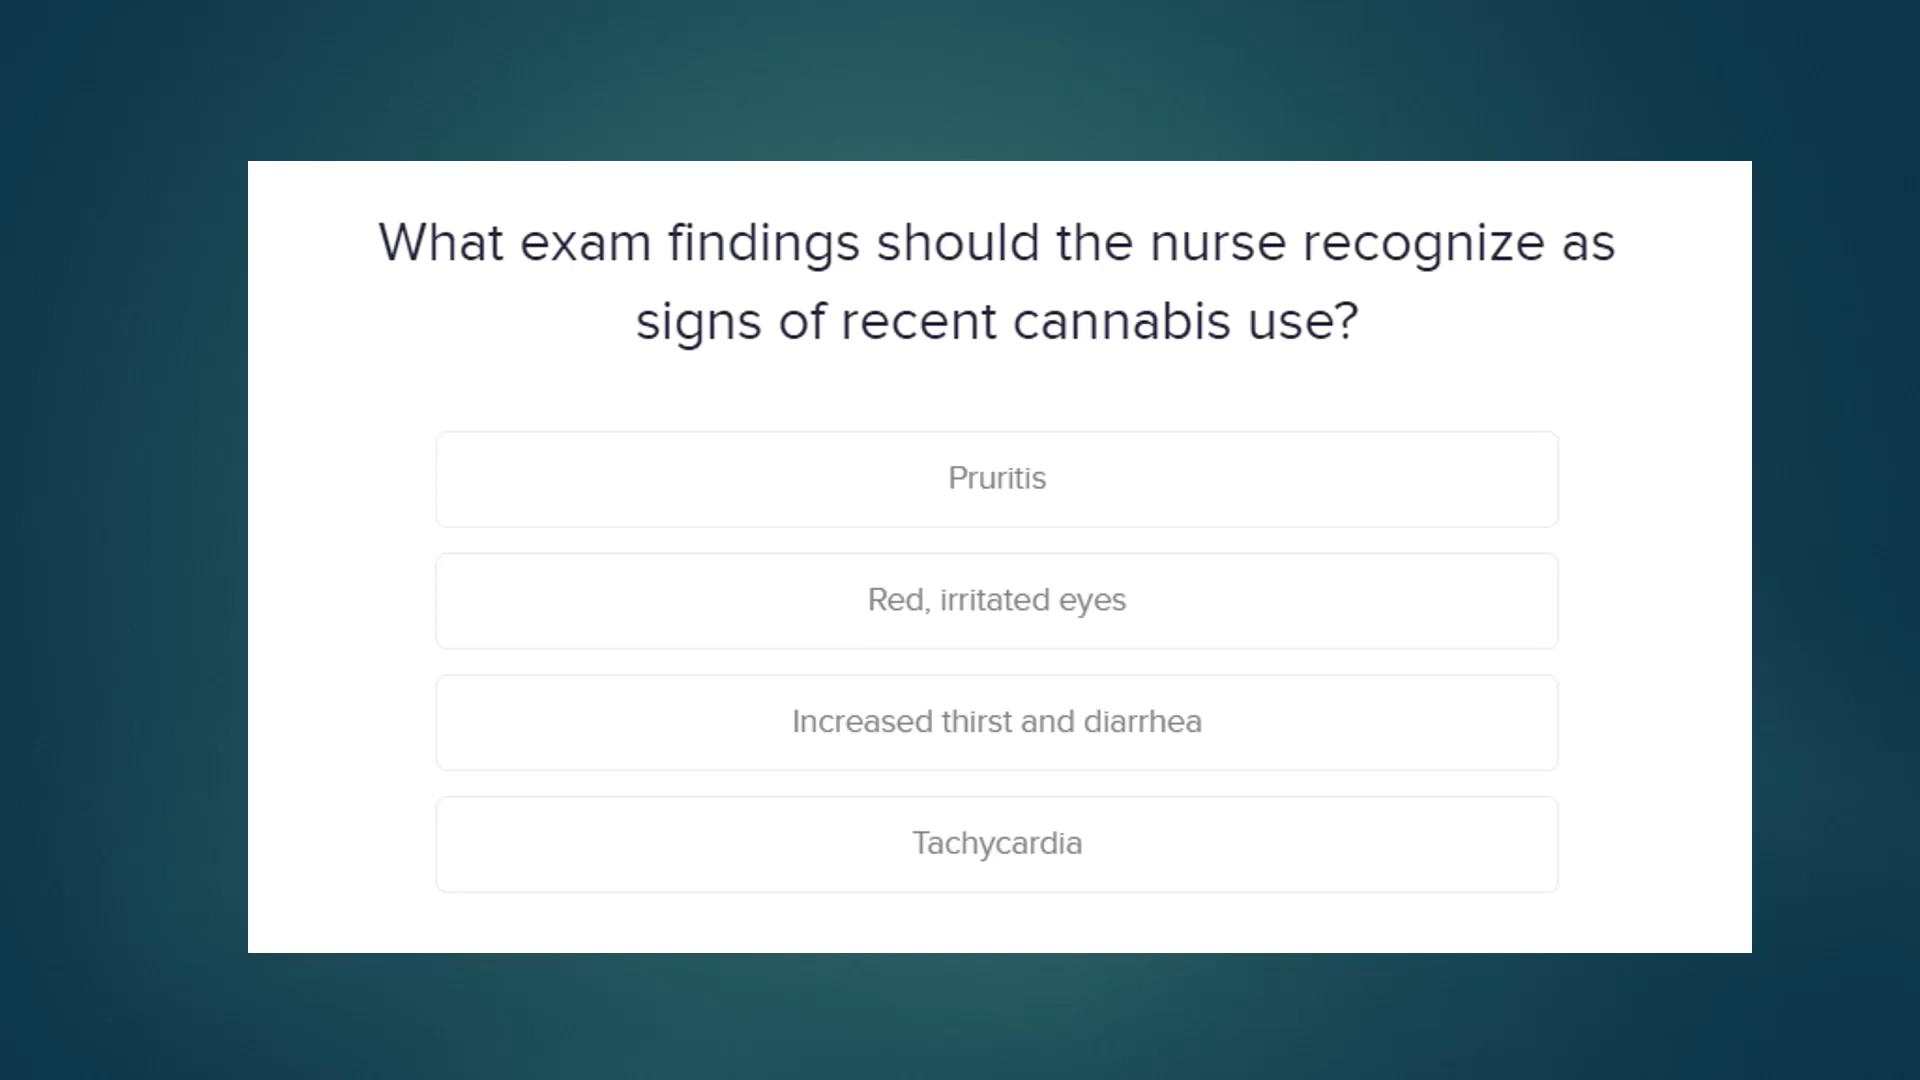 What exam findings should the nurse recognize as
signs of recent cannabis use?
Pruritis
Red, irritated eyes
Increased thirst and diarrhea
Tachycardia